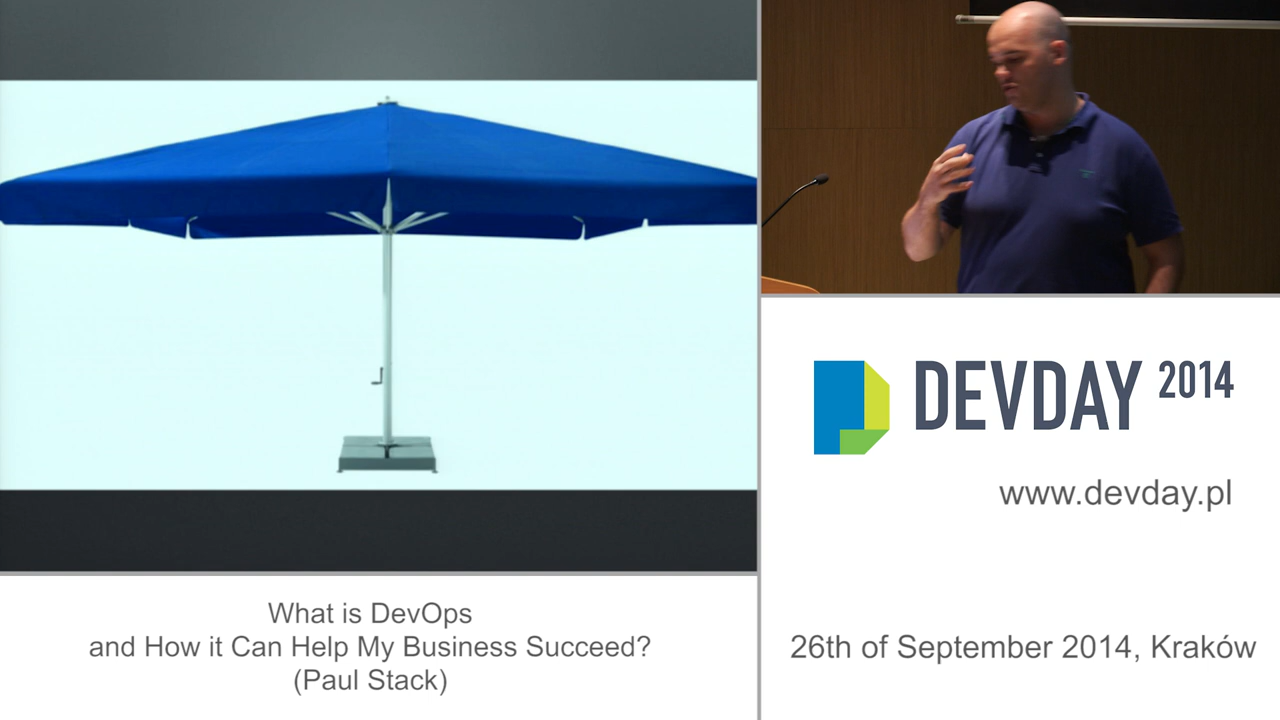 DEVDAY 2014
www.devday.pl
What is DevOps
and How it Can Help My Business Succeed?
(Paul Stack)
26th of September 2014, Kraków